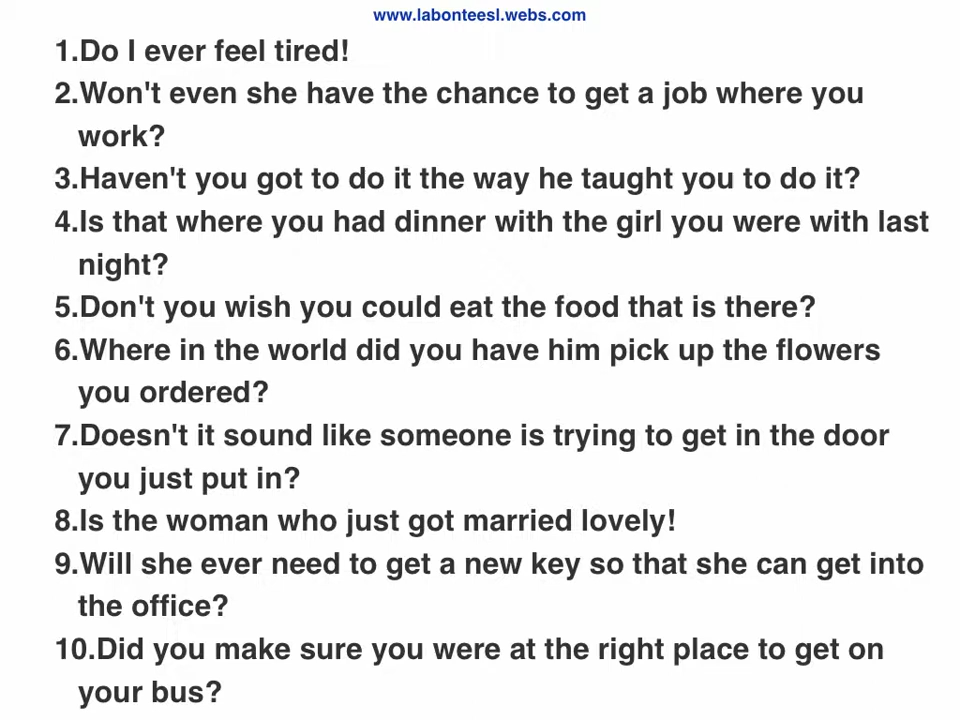 www.labonteesl.webs.com
1.Do I ever feel tired!
2.Won't even she have the chance to get a job where you
work?
3.Haven't you got to do it the way he taught you to do it?
4.Is that where you had dinner with the girl you were with last
night?
5.Don't you wish you could eat the food that is there?
6.Where in the world did you have him pick up the flowers
you ordered?
7.Doesn't it sound like someone is trying to get in the door
you just put in?
8.Is the woman who just got married lovely!
9.Will she ever need to get a new key so that she can get into
the office?
10.Did you make sure you were at the right place to get on
your bus?